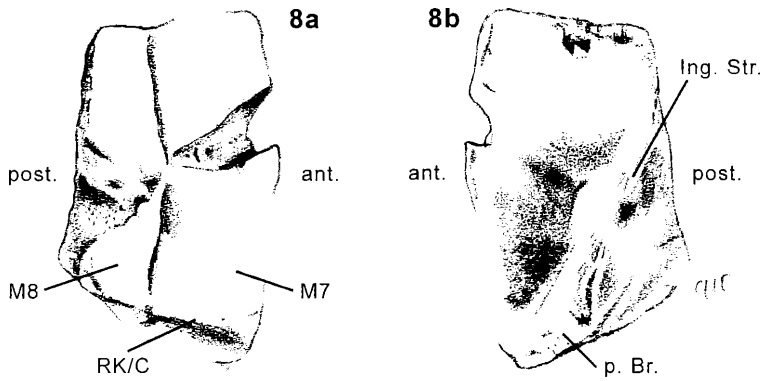 8a
8b
Ing. Str.
post.
ant.
ant.
post.
M8
M7
RK/C
p. Br.